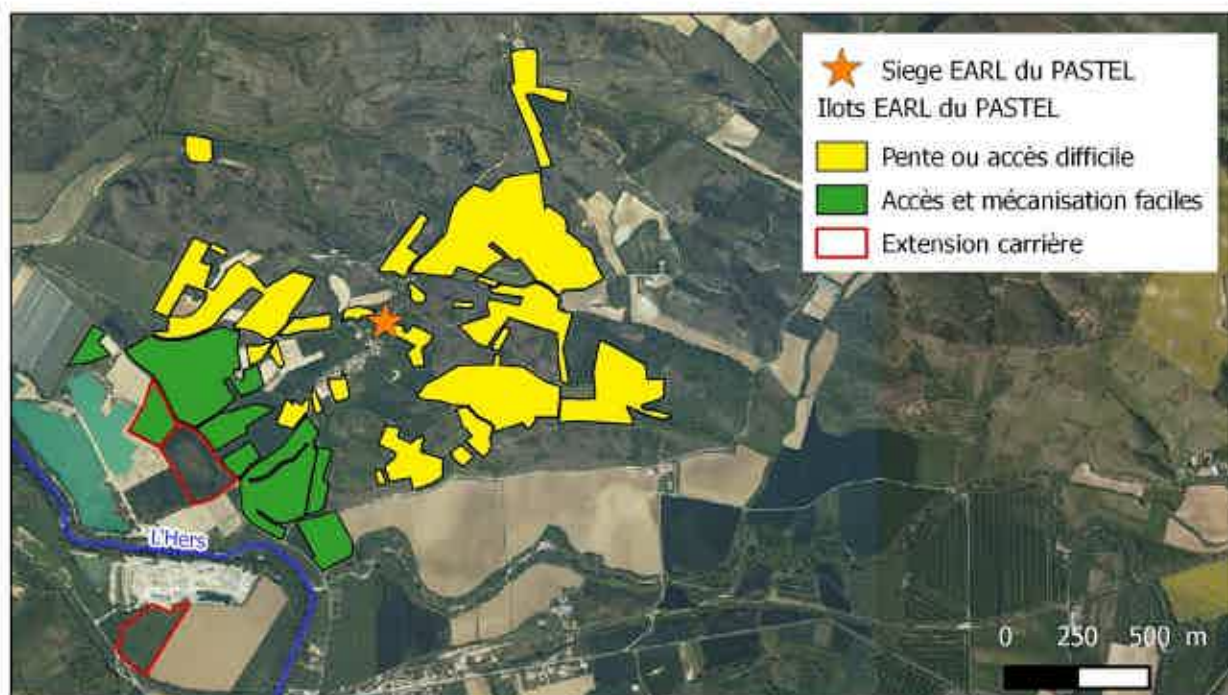 Siege EARL du PASTEL
Ilots EARL du PASTEL
Pente ou accès difficile
Accès et mécanisation faciles
Extension carrière
L'Hers
0 250 500 m